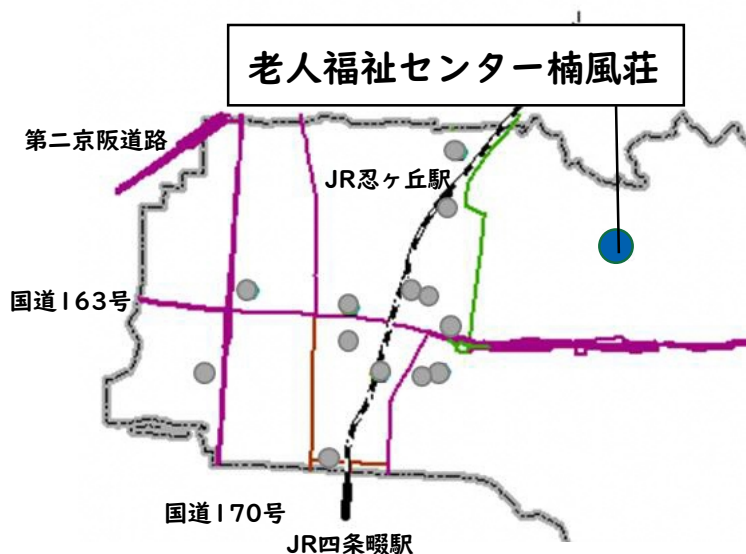 老人福祉センター楠風荘
第二京阪道路
JR忍ヶ丘駅
国道163号
国道170号
JR四条畷駅